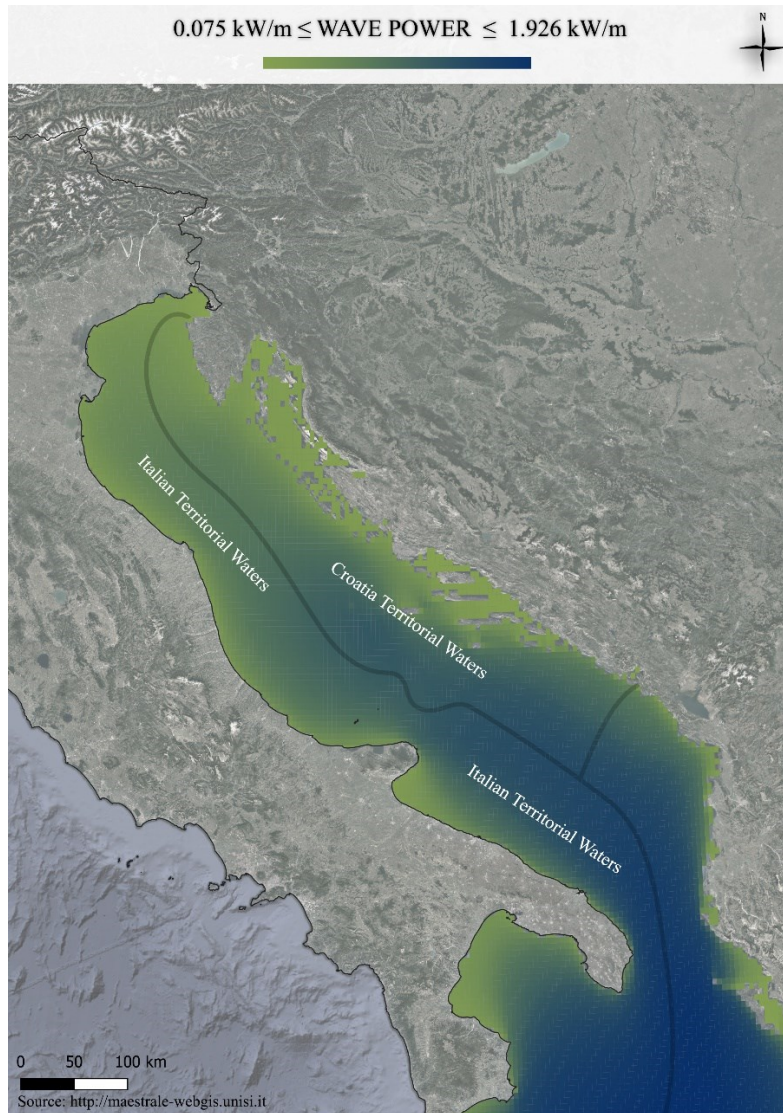 0.075 kW/m ≤ WAVE POWER ≤ 1.926 kW/m
N
Italian Territorial Waters
Croatia Territorial Waters
Italian Territorial Waters
0 50 100 km
Source: http://maestrale-webgis.unisi.it